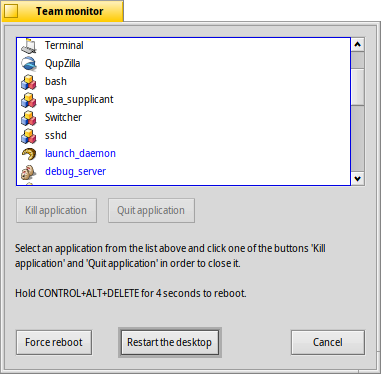 Team monitor
Terminal
QupZilla
bash
wpa_supplicant
Switcher
sshd
launch_daemon
debug_server
Kill application Quit application
Select an application from the list above and click one of the buttons 'Kill
application' and 'Quit application' in order to close it.
Hold CONTROL+ALT+DELETE for 4 seconds to reboot.
Force reboot Restart the desktop Cancel